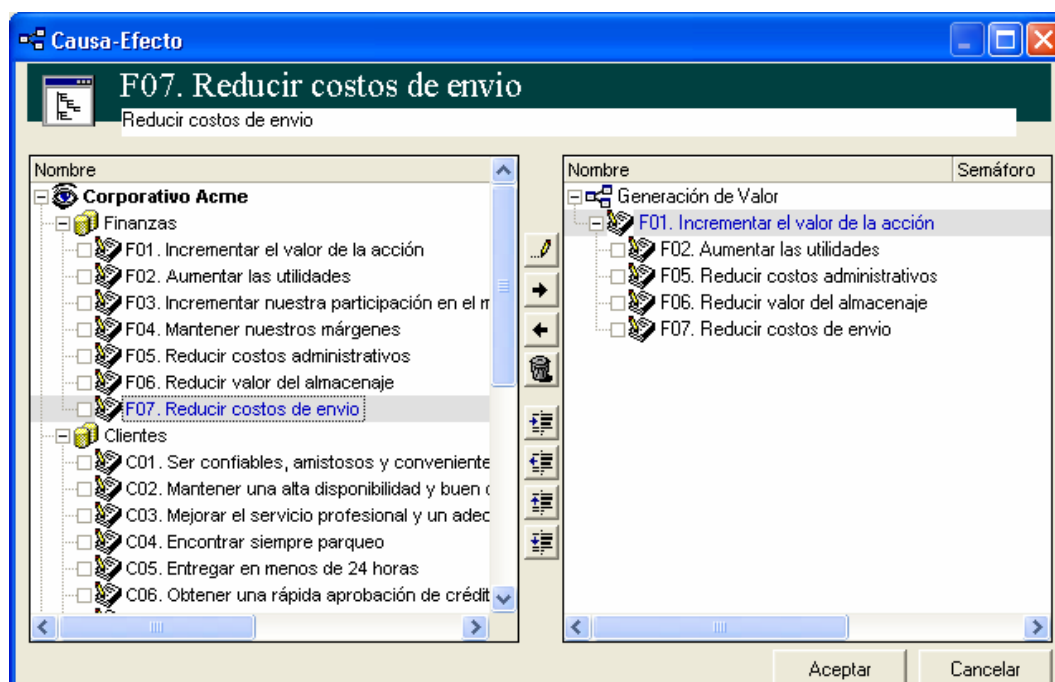 Causa-Efecto
F07. Reducir costos de envio
Reducir costos de envio
Nombre
Corporativo Acme
Finanzas
F01. Incrementar el valor de la acción
F02. Aumentar las utilidades
F03. Incrementar nuestra participación en el
F04. Mantener nuestros márgenes
F05. Reducir costos administrativos
F06. Reducir valor del almacenaje
F07. Reducir costos de envio
Clientes
C01. Ser confiables, amistosos y conveniente
C02. Mantener una alta disponibilidad y buen
C03. Mejorar el servicio profesional y un adec
C04. Encontrar siempre parqueo
C05. Entregar en menos de 24 horas
C06. Obtener una rápida aprobación de crédit
Nombre Semáforo
Generación de Valor
F01. Incrementar el valor de la acción
F02. Aumentar las utilidades
F05. Reducir costos administrativos
F06. Reducir valor del almacenaje
F07. Reducir costos de envio
Aceptar Cancelar